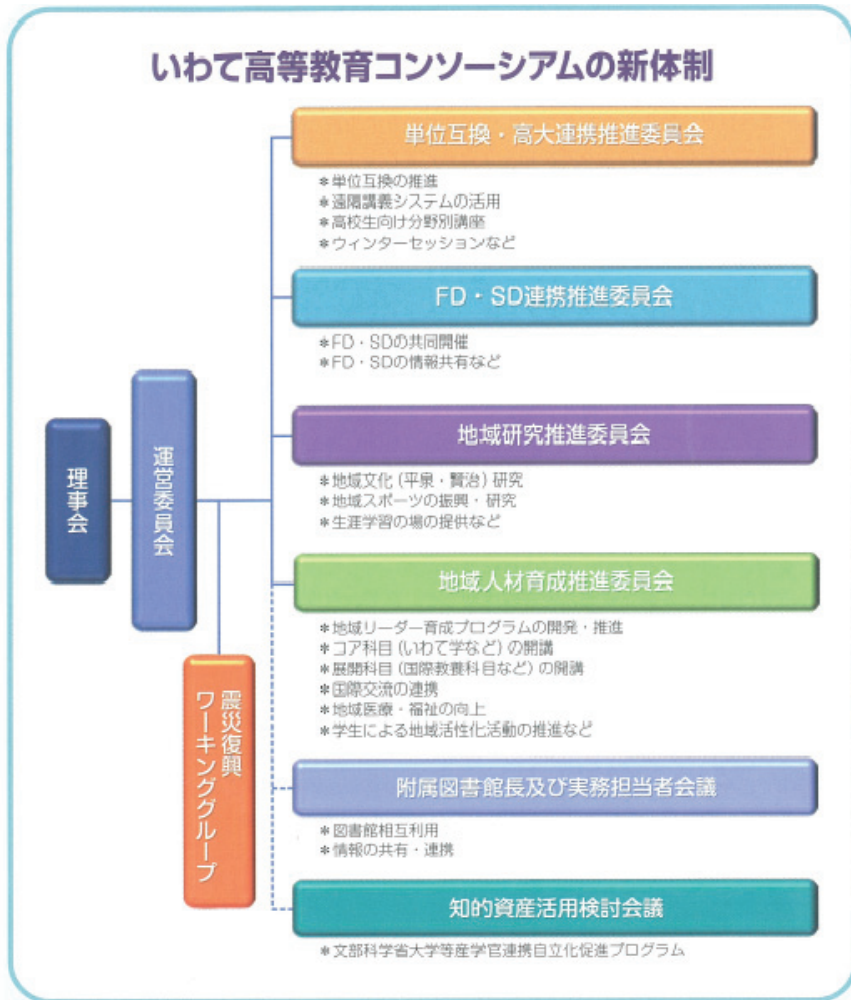 いわて高等教育コンソーシアムの新体制
理事会
運営委員会
震災復興
ワーキンググループ
単位互換・高大連携推進委員会
*単位互換の推進
*遠隔講義システムの活用
*高校生向け分野別講座
*ウィンターセッションなど
FD・SD連携推進委員会
*FD・SDの共同開催
*FD・SDの情報共有など
地域研究推進委員会
*地域文化(平泉・賢治)研究
*地域スポーツの振興・研究
*生涯学習の場の提供など
地域人材育成推進委員会
*地域リーダー育成プログラムの開発・推進
*コア科目(いわて学など)の開講
*展開科目(国際教養科目など)の開講
*国際交流の連携
*地域医療・福祉の向上
*学生による地域活性化活動の推進など
附属図書館長及び実務担当者会議
*図書館相互利用
*情報の共有・連携
知的資産活用検討会議
*文部科学省大学等産学官連携自立化促進プログラム